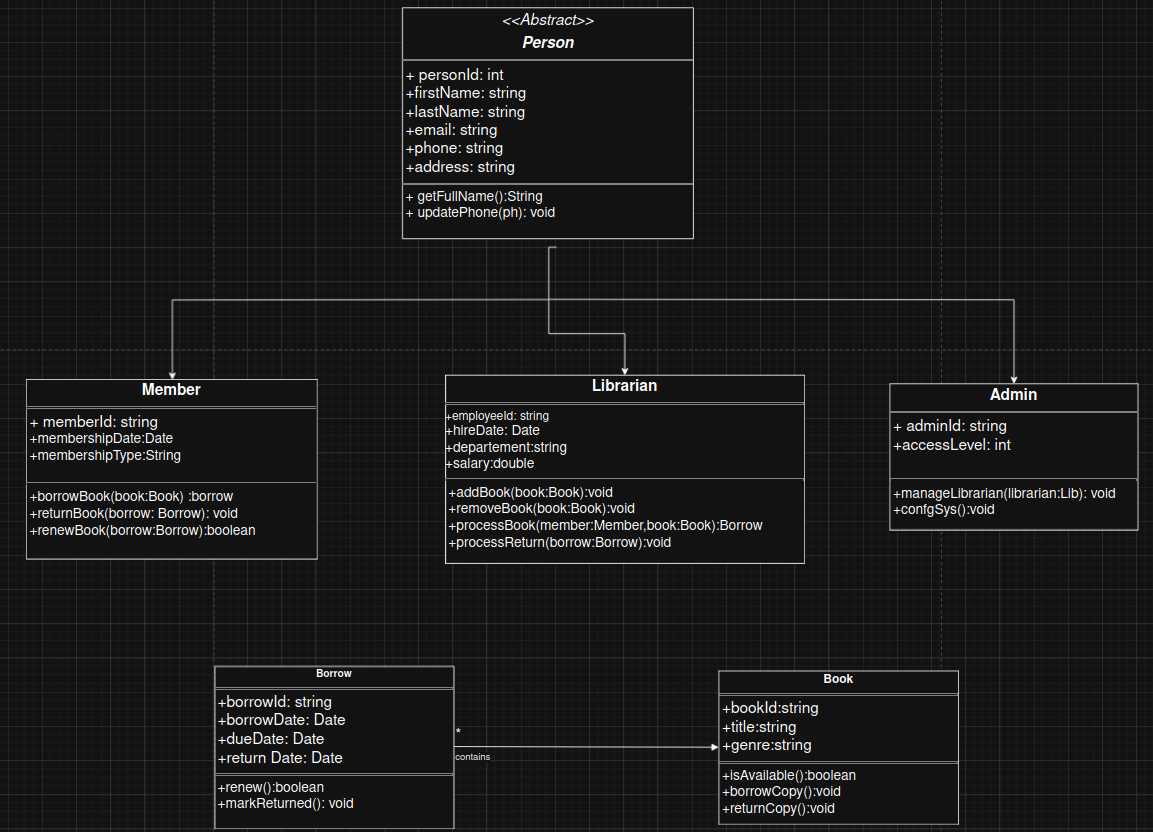 <<Abstract>>
Person
+ personId: int
+firstName: string
+lastName: string
+email: string
+phone: string
+address: string
+ getFullName():String
+ updatePhone(ph): void
Member
+ memberId: string
+membershipDate:Date
+membershipType:String
+borrowBook(book:Book) :borrow
+returnBook(borrow: Borrow): void
+renewBook(borrow:Borrow):boolean
Librarian
+employeeId: string
+hireDate: Date
+departement:string
+salary:double
+addBook(book:Book):void
+removeBook(book:Book):void
+processBook(member:Member,book:Book):Borrow
+processReturn(borrow:Borrow):void
Admin
+ adminId: string
+accessLevel: int
+manageLibrarian(librarian:Lib): void
+confgSys():void
Borrow
+borrowId: string
+borrowDate: Date
+dueDate: Date
+return Date: Date
+renew():boolean
+markReturned(): void
*
contains
Book
+bookId:string
+title:string
+genre:string
+isAvailable():boolean
+borrowCopy():void
+returnCopy():void